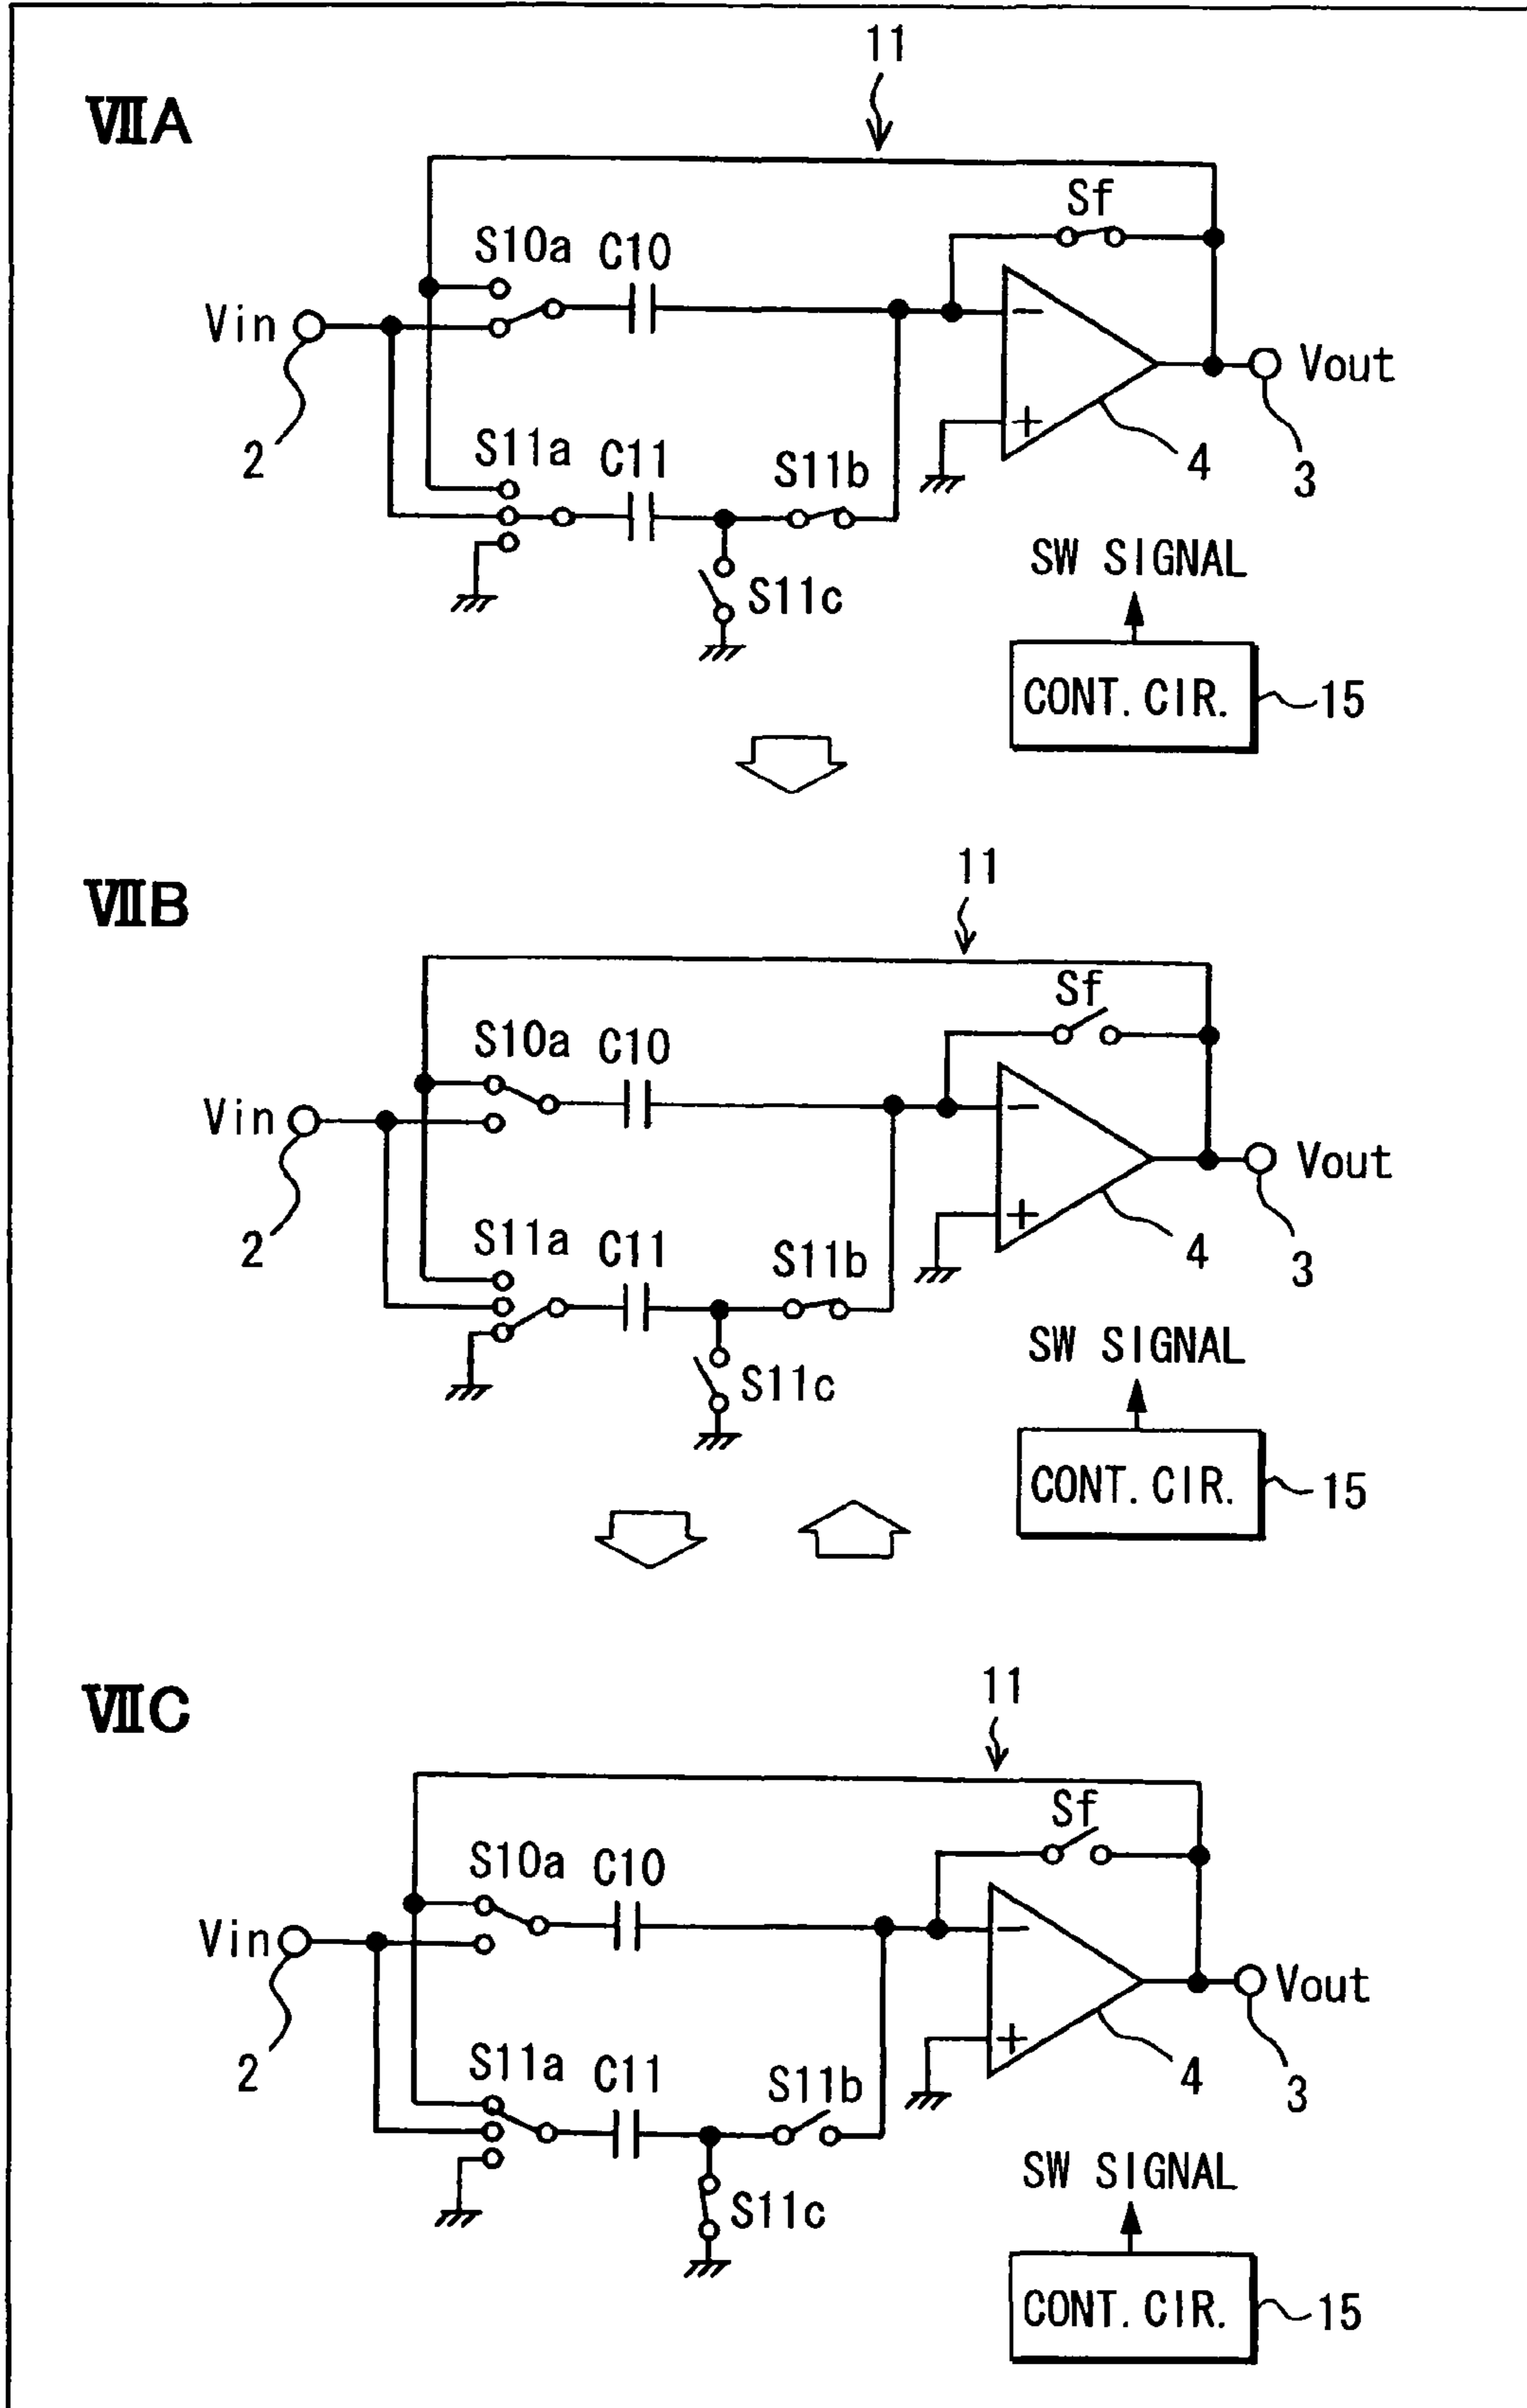 11
ⅦA
Sf
S10a C10
Vin
Vout
2
S11a C11
S11b
4
3
S11c
SW SIGNAL
CONT. CIR.
15
11
ⅦB
Sf
S10a C10
Vin
Vout
2
S11a C11
S11b
4
3
S11c
SW SIGNAL
CONT. CIR.
15
11
ⅦC
Sf
S10a C10
Vin
Vout
2
S11a C11
S11b
4
3
S11c
SW SIGNAL
CONT. CIR.
15